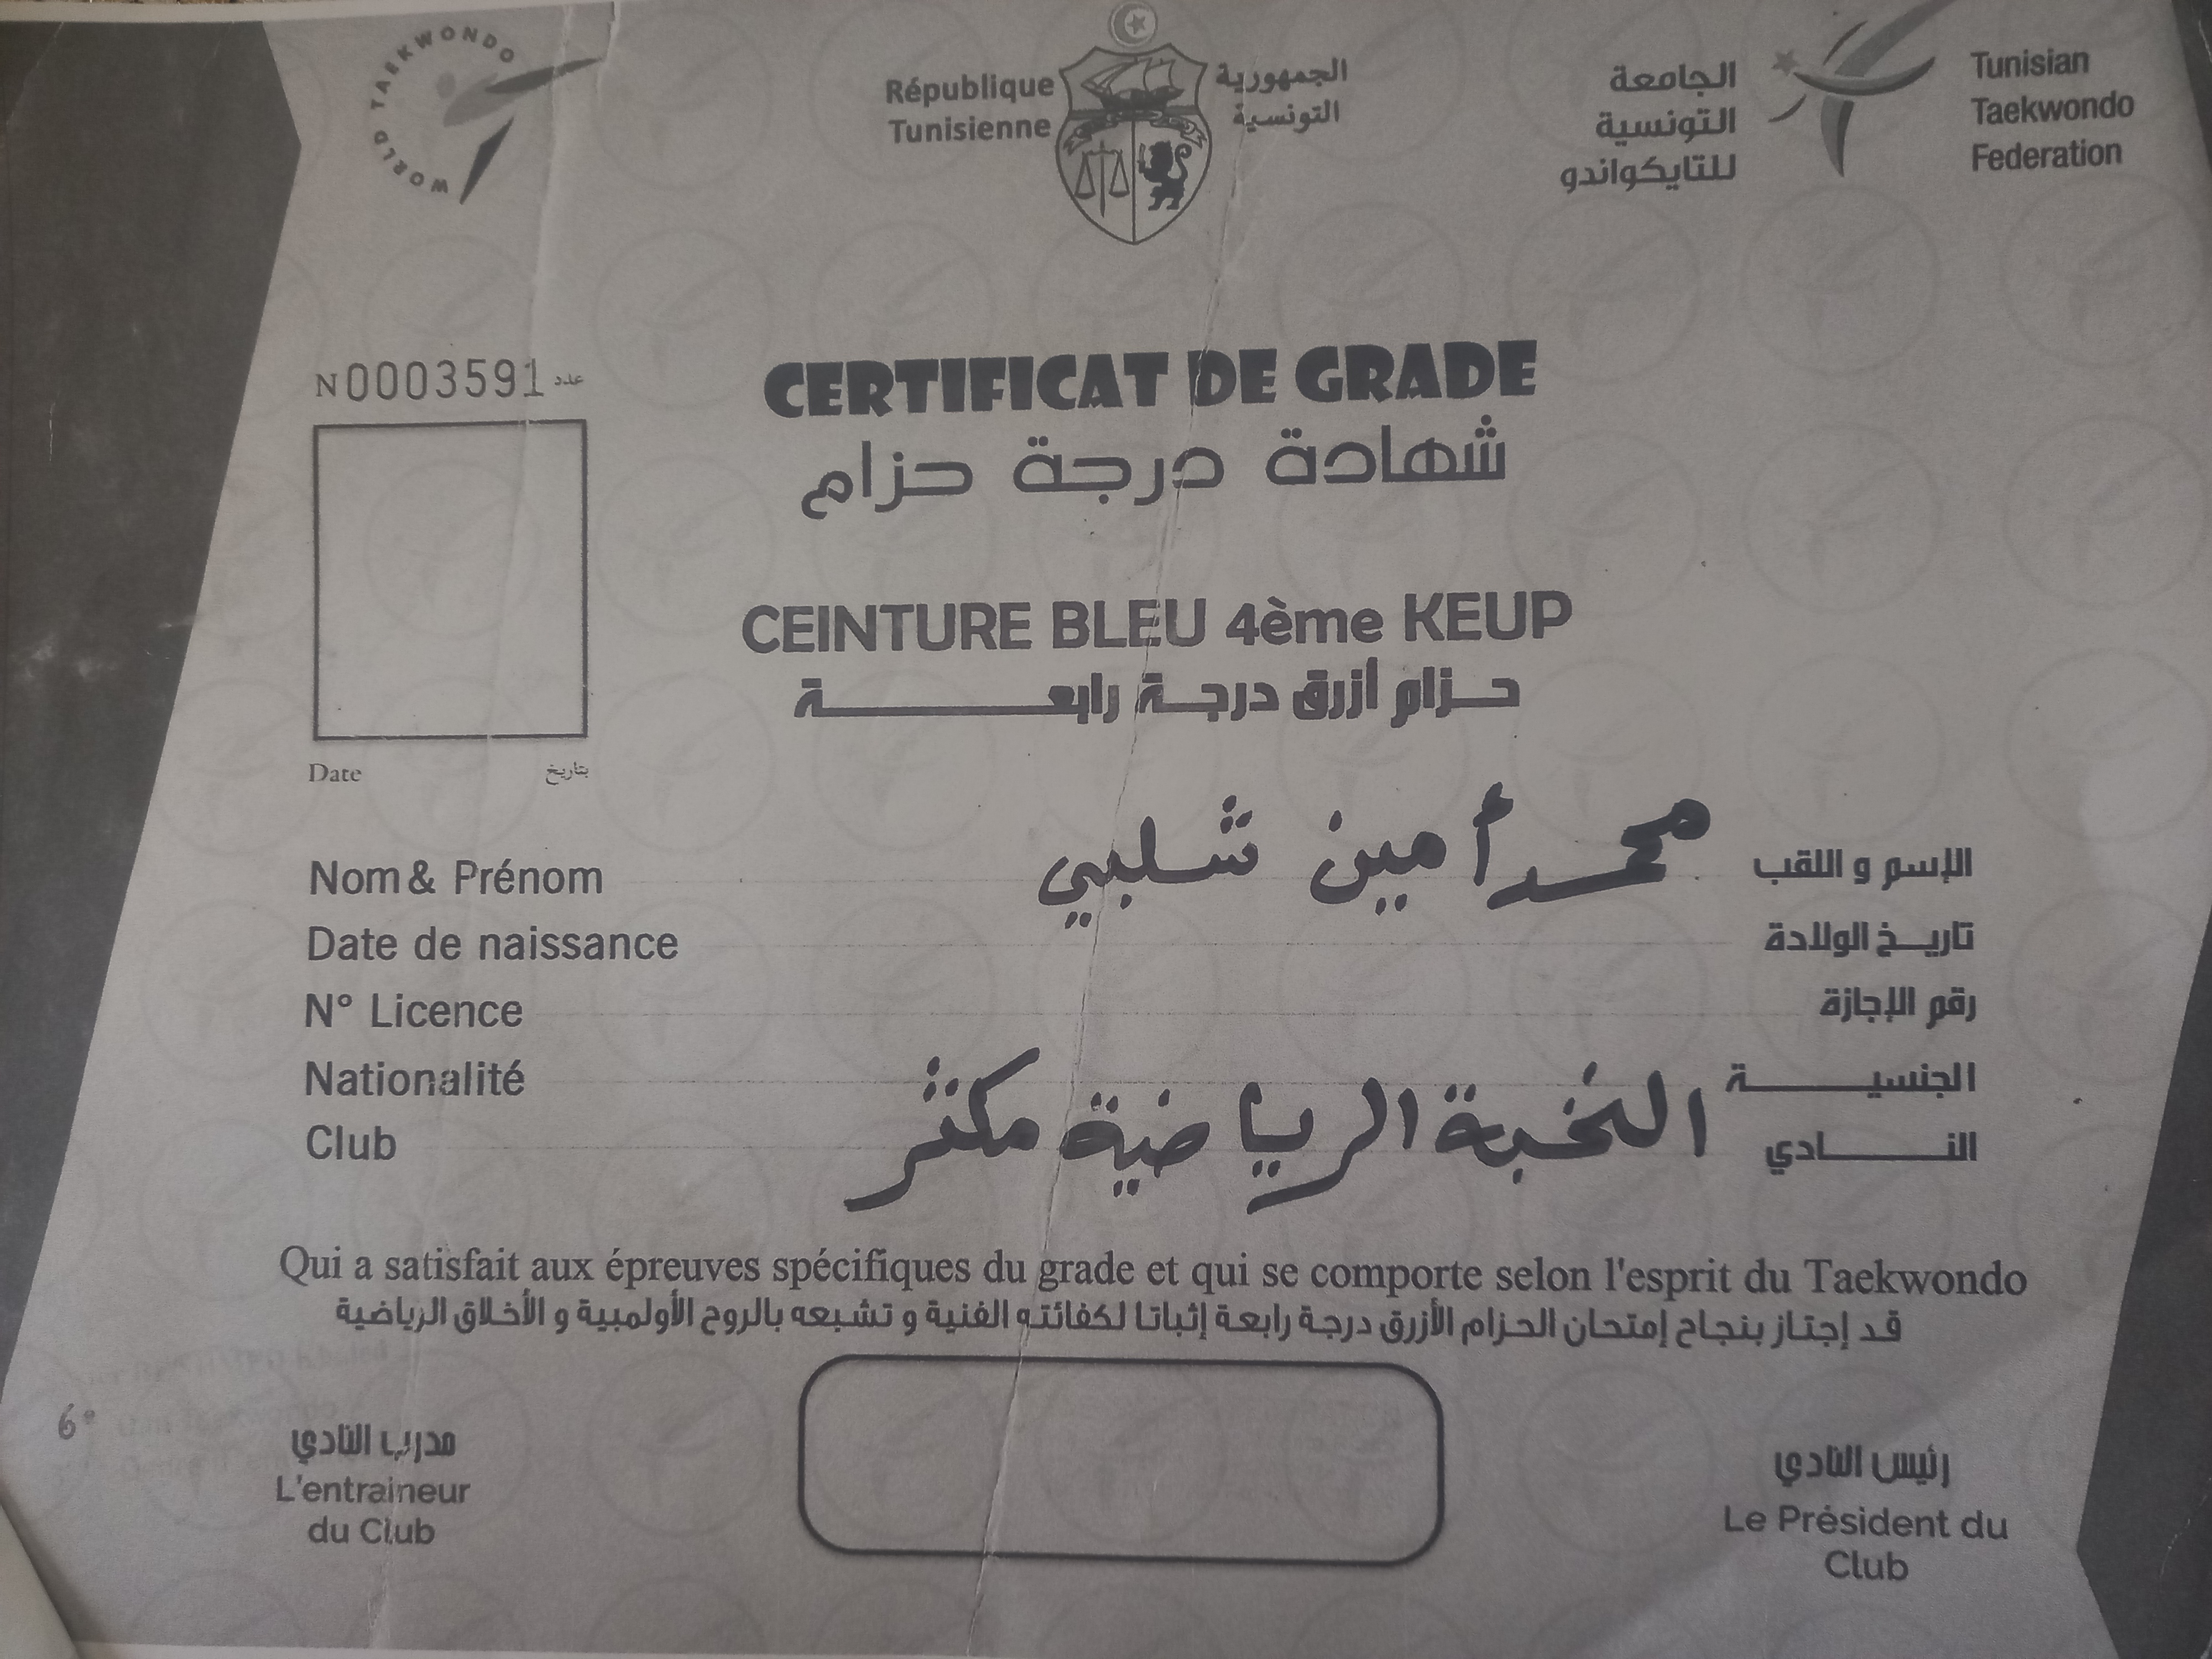 WORLD TAEKWONDO
République
Tunisienne
الجمهورية
التونسية
الجامعة
التونسية
للتايكواندو
Tunisian
Taekwondo
Federation
N0003591 عدد
CERTIFICAT DE GRADE
شهادة درجة حزام
CEINTURE BLEU 4ème KEUP
حزام أزرق درجة رابعة
Date بتاريخ
Nom & Prénom محمد أمين شلبي الإسم و اللقب
Date de naissance تاريخ الولادة
N° Licence رقم الإجازة
Nationalité الجنسية
Club النخبة الرياضية مكثر النادي
Qui a satisfait aux épreuves spécifiques du grade et qui se comporte selon l'esprit du Taekwondo
قد إجتاز بنجاح إمتحان الحزام الأزرق درجة رابعة إثباتا لكفائته الفنية و تشبعه بالروح الأولمبية و الأخلاق الرياضية
6e
مدرب النادي
L'entraineur
du Club
رئيس النادي
Le Président du
Club